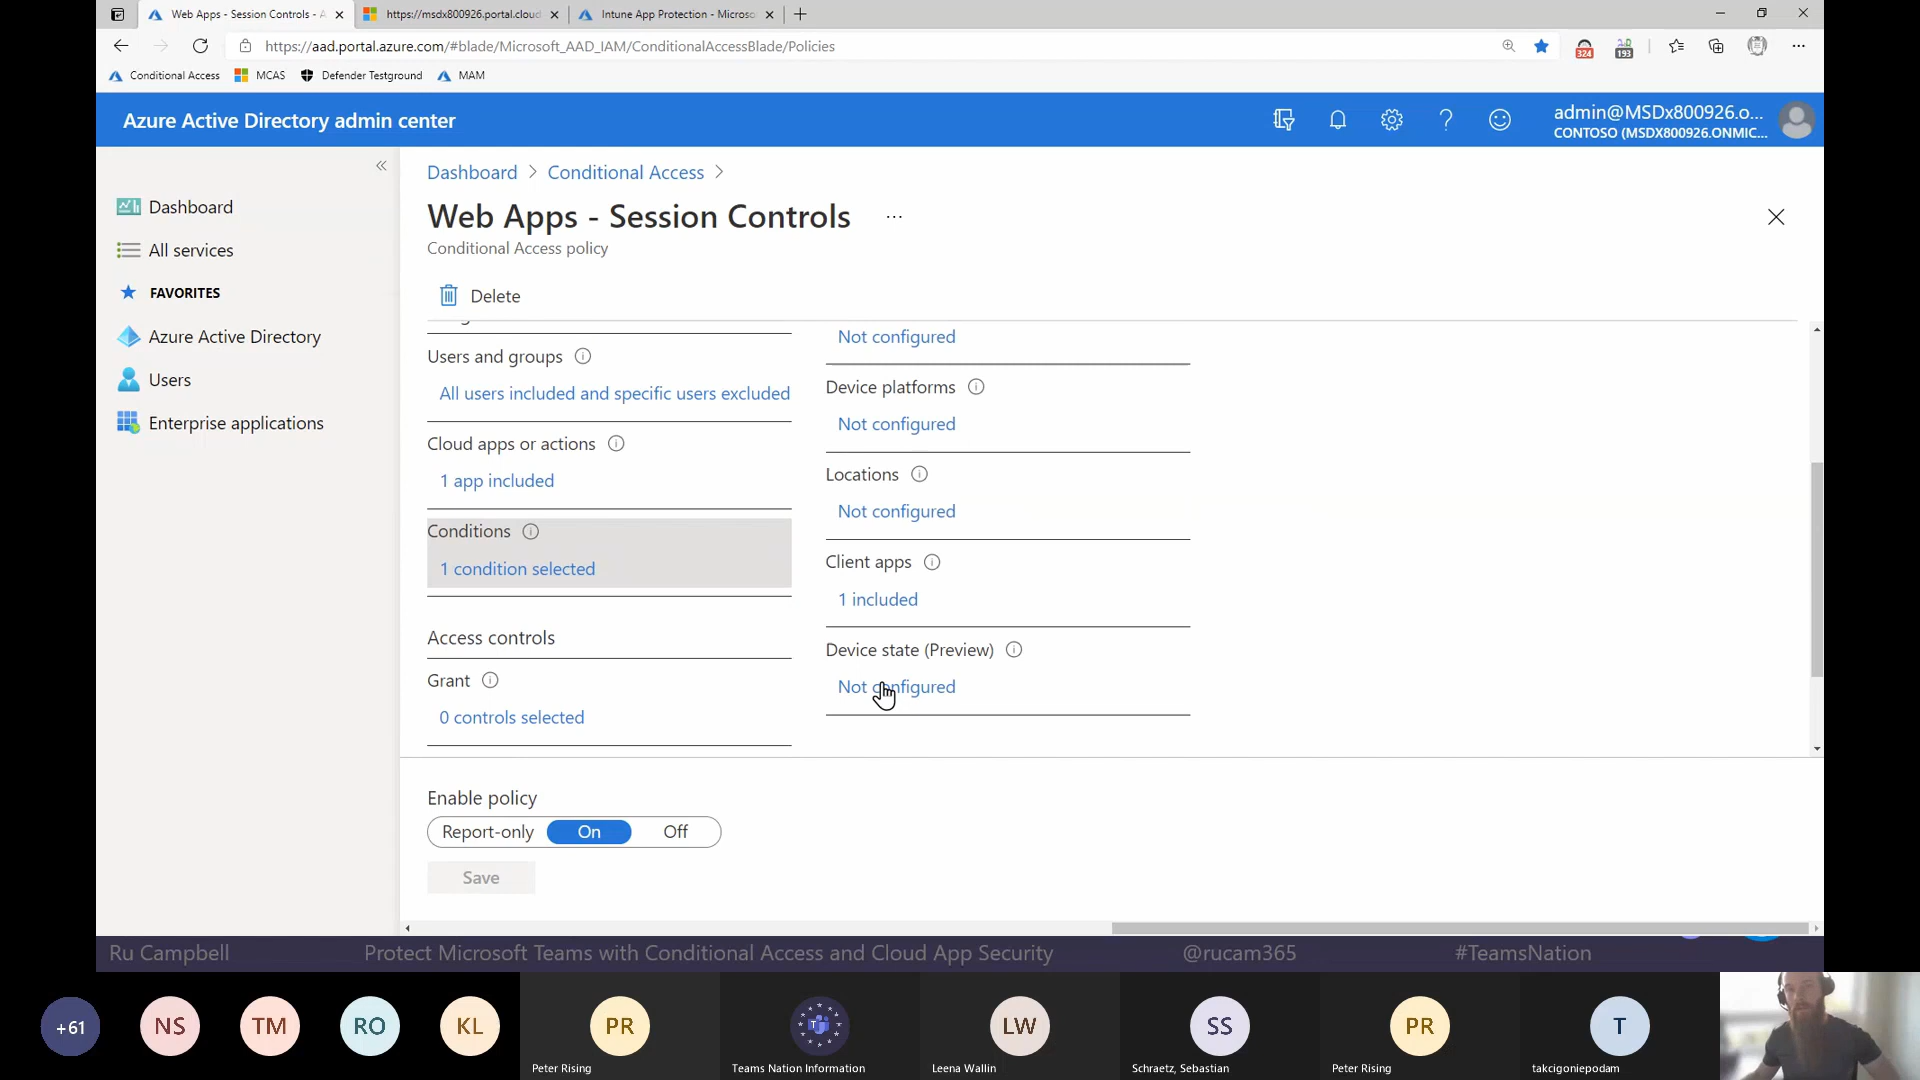 Web Apps - Session Controls - A
https://msdx800926.portal.cloud
Intune App Protection - Microso
https://aad.portal.azure.com/#blade/Microsoft_AAD_IAM/ConditionalAccessBlade/Policies
324
193
Conditional Access
MCAS
Defender Testground
MAM
Azure Active Directory admin center
admin@MSDx800926.o...
CONTOSO (MSDX800926.ONMIC...
Dashboard > Conditional Access >
Web Apps - Session Controls ...
Conditional Access policy
Delete
Dashboard
All services
FAVORITES
Azure Active Directory
Users
Enterprise applications
Users and groups
All users included and specific users excluded
Cloud apps or actions
1 app included
Conditions
1 condition selected
Access controls
Grant
0 controls selected
Not configured
Device platforms
Not configured
Locations
Not configured
Client apps
1 included
Device state (Preview)
Not configured
Enable policy
Report-only On Off
Save
Ru Campbell
Protect Microsoft Teams with Conditional Access and Cloud App Security
@rucam365
#TeamsNation
+61
NS
TM
RO
KL
PR
LW
SS
PR
T
Peter Rising
Teams Nation Information
Leena Wallin
Schraetz, Sebastian
Peter Rising
takcigoniepodam